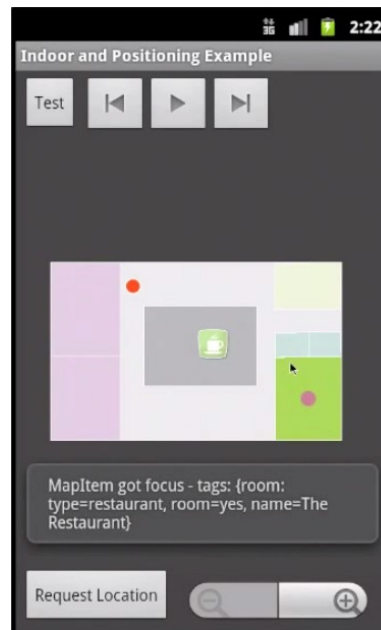 3G
2:22
Indoor and Positioning Example
Test
MapItem got focus - tags: {room:
type=restaurant, room=yes, name=The
Restaurant}
Request Location